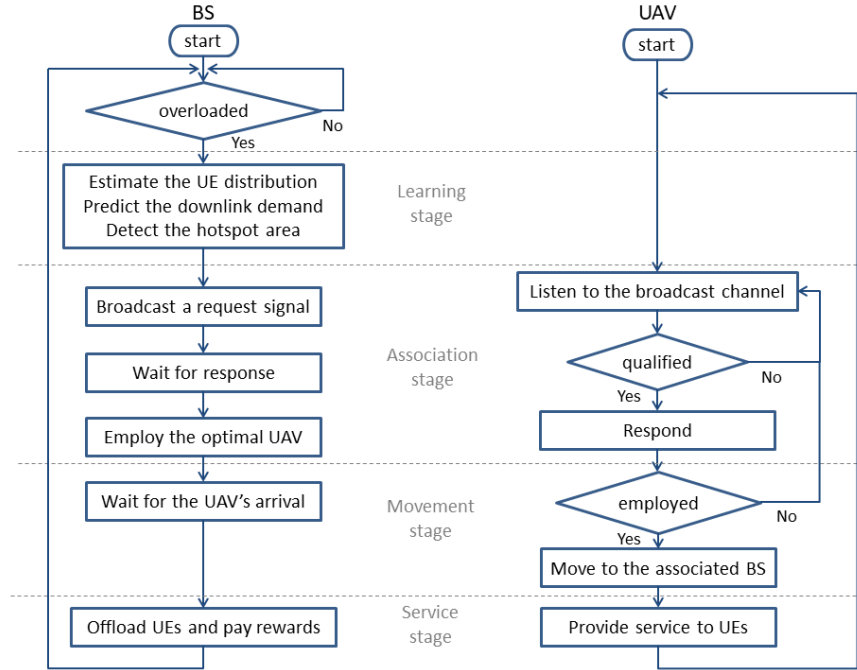 BS
UAV
start
start
overloaded
No
Yes
Estimate the UE distribution
Predict the downlink demand
Detect the hotspot area
Learning
stage
Broadcast a request signal
Listen to the broadcast channel
Association
stage
Wait for response
qualified
No
Yes
Employ the optimal UAV
Respond
Wait for the UAV’s arrival
Movement
stage
employed
No
Yes
Move to the associated BS
Offload UEs and pay rewards
Service
stage
Provide service to UEs